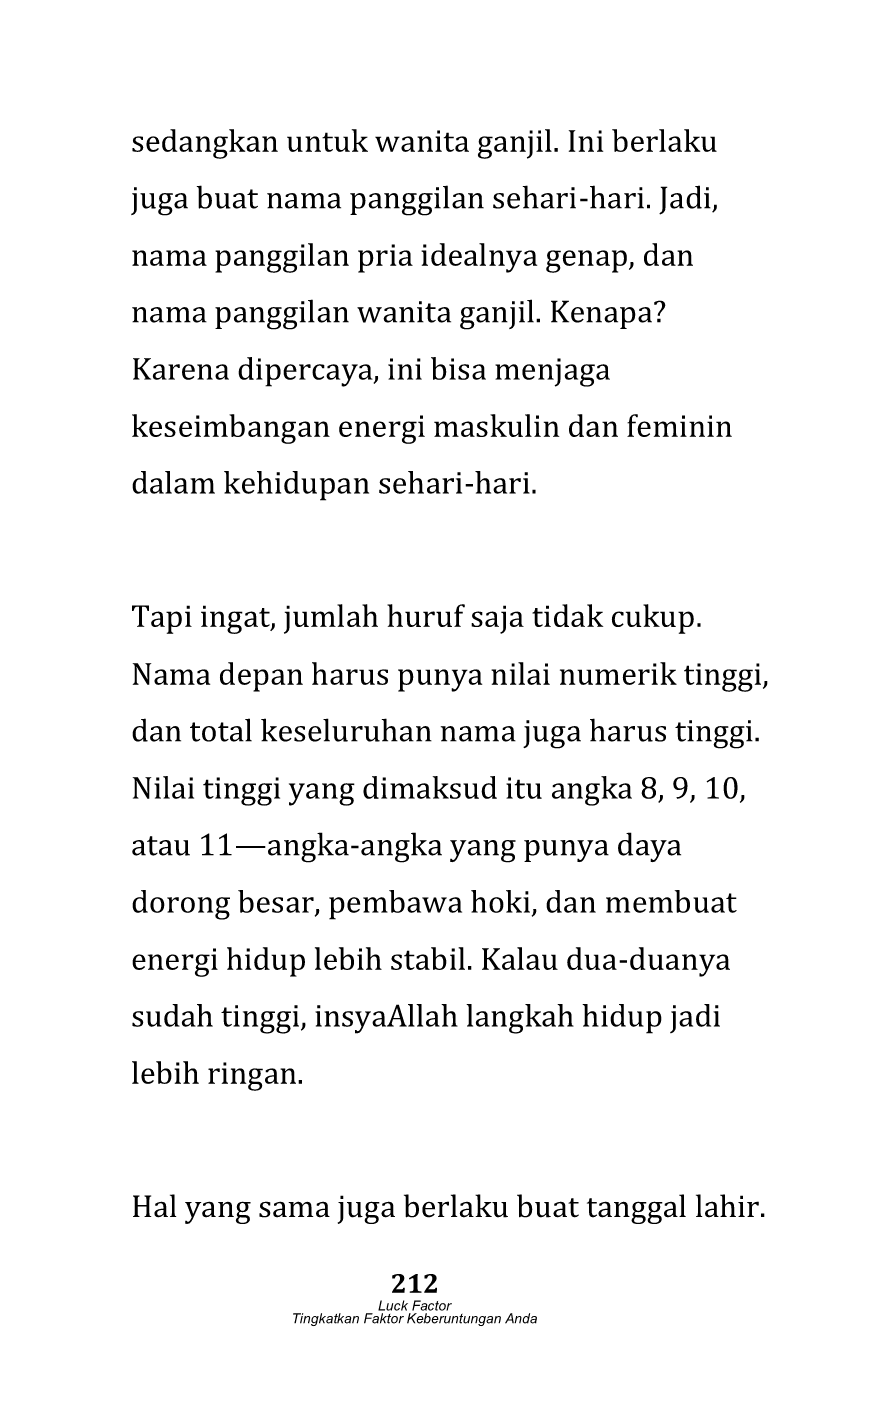 sedangkan untuk wanita ganjil. Ini berlaku
juga buat nama panggilan sehari-hari. Jadi,
nama panggilan pria idealnya genap, dan
nama panggilan wanita ganjil. Kenapa?
Karena dipercaya, ini bisa menjaga
keseimbangan energi maskulin dan feminin
dalam kehidupan sehari-hari.
Tapi ingat, jumlah huruf saja tidak cukup.
Nama depan harus punya nilai numerik tinggi,
dan total keseluruhan nama juga harus tinggi.
Nilai tinggi yang dimaksud itu angka 8, 9, 10,
atau 11—angka-angka yang punya daya
dorong besar, pembawa hoki, dan membuat
energi hidup lebih stabil. Kalau dua-duanya
sudah tinggi, insyaAllah langkah hidup jadi
lebih ringan.
Hal yang sama juga berlaku buat tanggal lahir.
212
Luck Factor
Tingkatkan Faktor Keberuntungan Anda